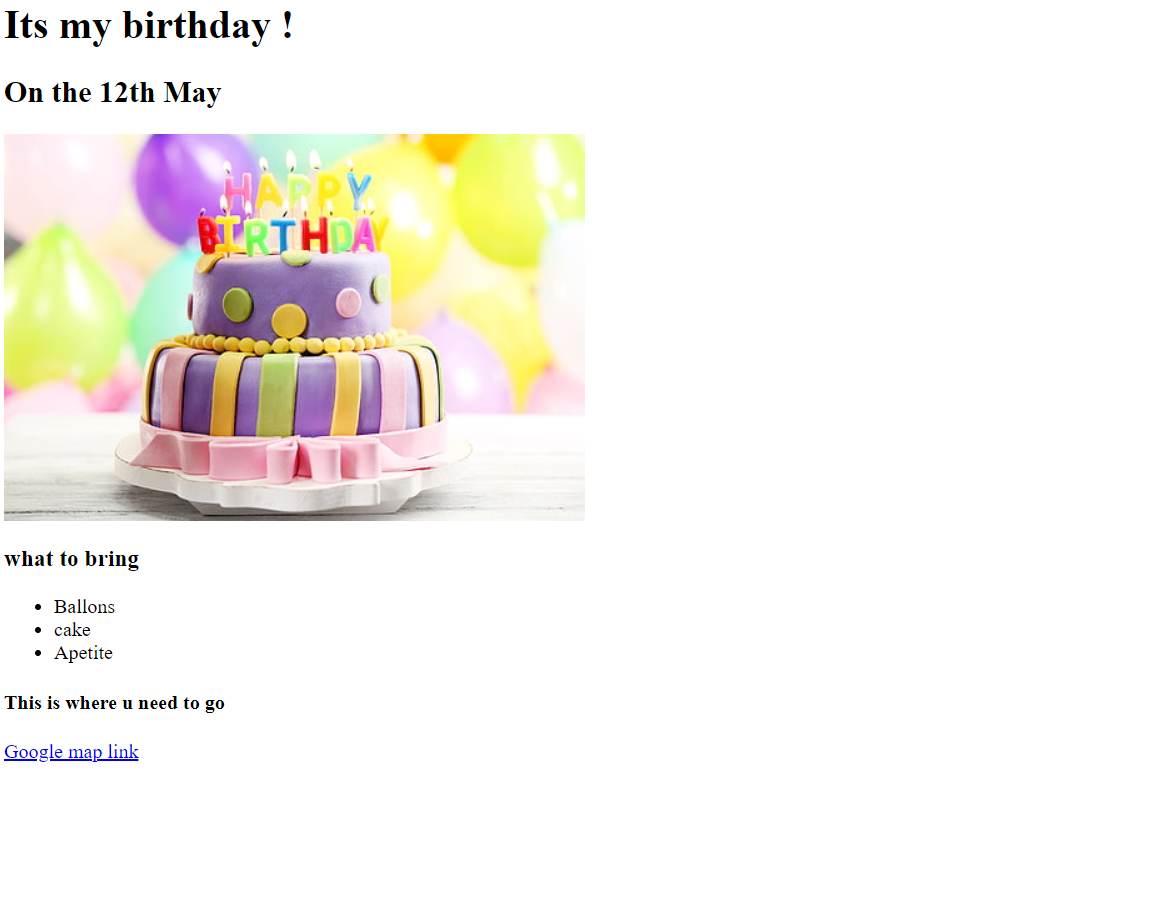 Its my birthday !
On the 12th May
HAPPY
BIRTHDAY
what to bring
Ballons
cake
Apetite
This is where u need to go
Google map link